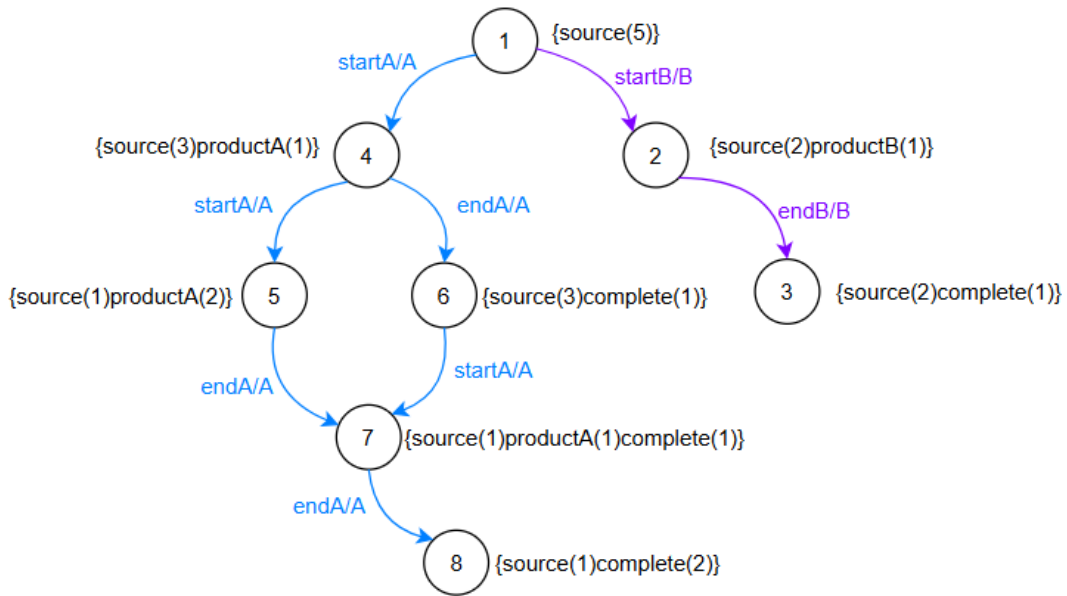 1
{source(5)}
startA/A
startB/B
{source(3)productA(1)}
4
2
{source(2)productB(1)}
startA/A
endA/A
endB/B
{source(1)productA(2)}
5
6
{source(3)complete(1)}
3
{source(2)complete(1)}
endA/A
startA/A
7
{source(1)productA(1)complete(1)}
endA/A
8
{source(1)complete(2)}